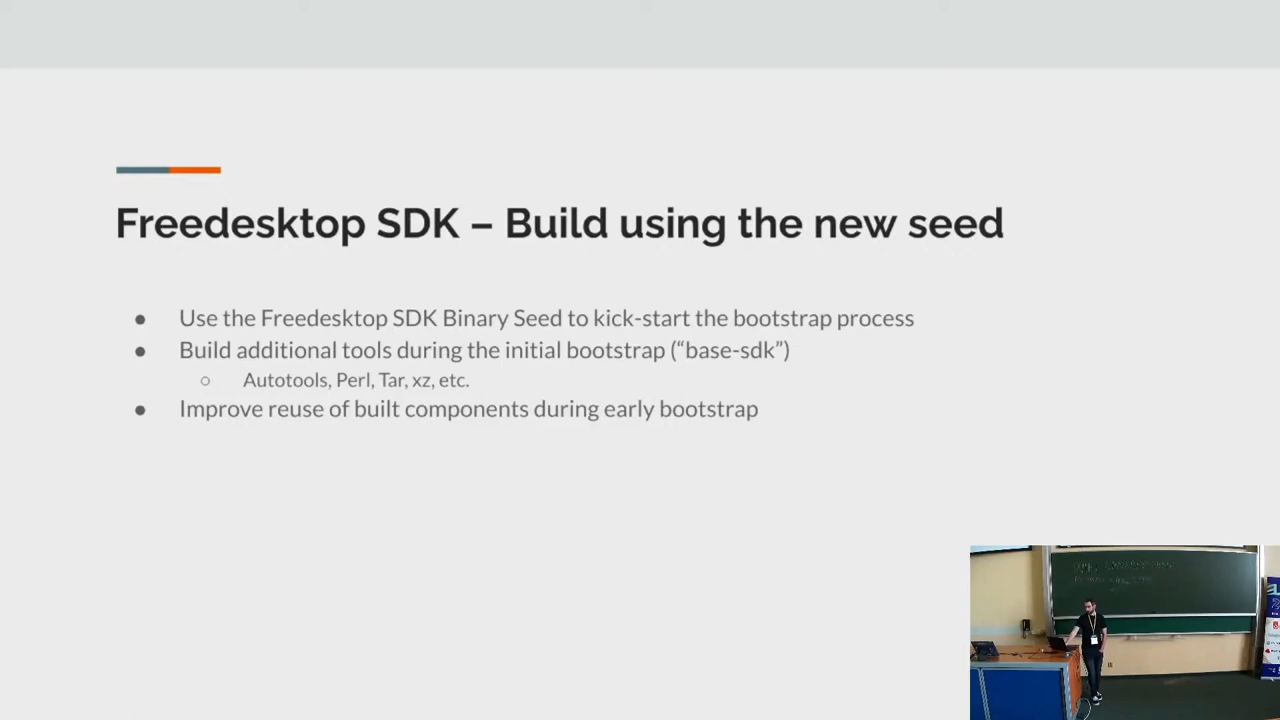 Freedesktop SDK – Build using the new seed
● Use the Freedesktop SDK Binary Seed to kick-start the bootstrap process
● Build additional tools during the initial bootstrap (“base-sdk”)
○ Autotools, Perl, Tar, xz, etc.
● Improve reuse of built components during early bootstrap